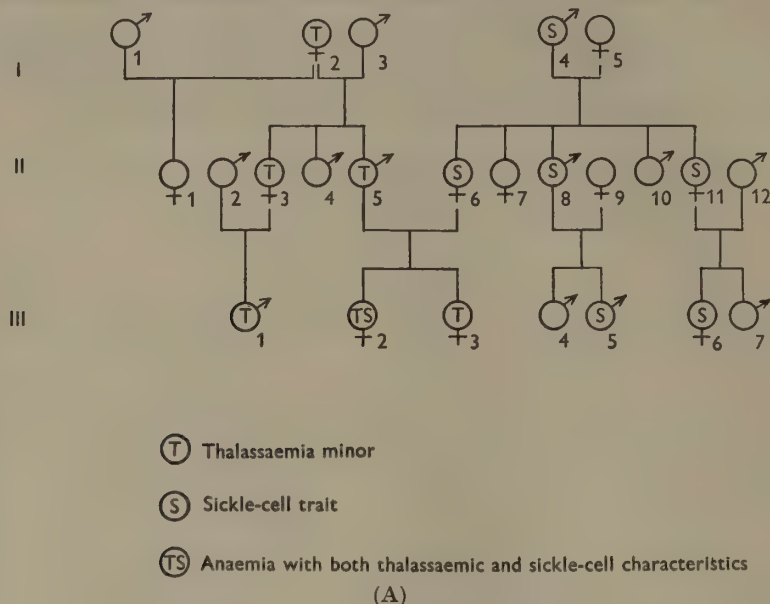 I
1
T
2
3
S
4
5
II
1
2
T
3
4
T
5
S
6
7
S
8
9
10
S
11
12
III
T
1
TS
2
T
3
4
S
5
S
6
7
T Thalassaemia minor
S Sickle-cell trait
TS Anaemia with both thalassaemic and sickle-cell characteristics
(A)